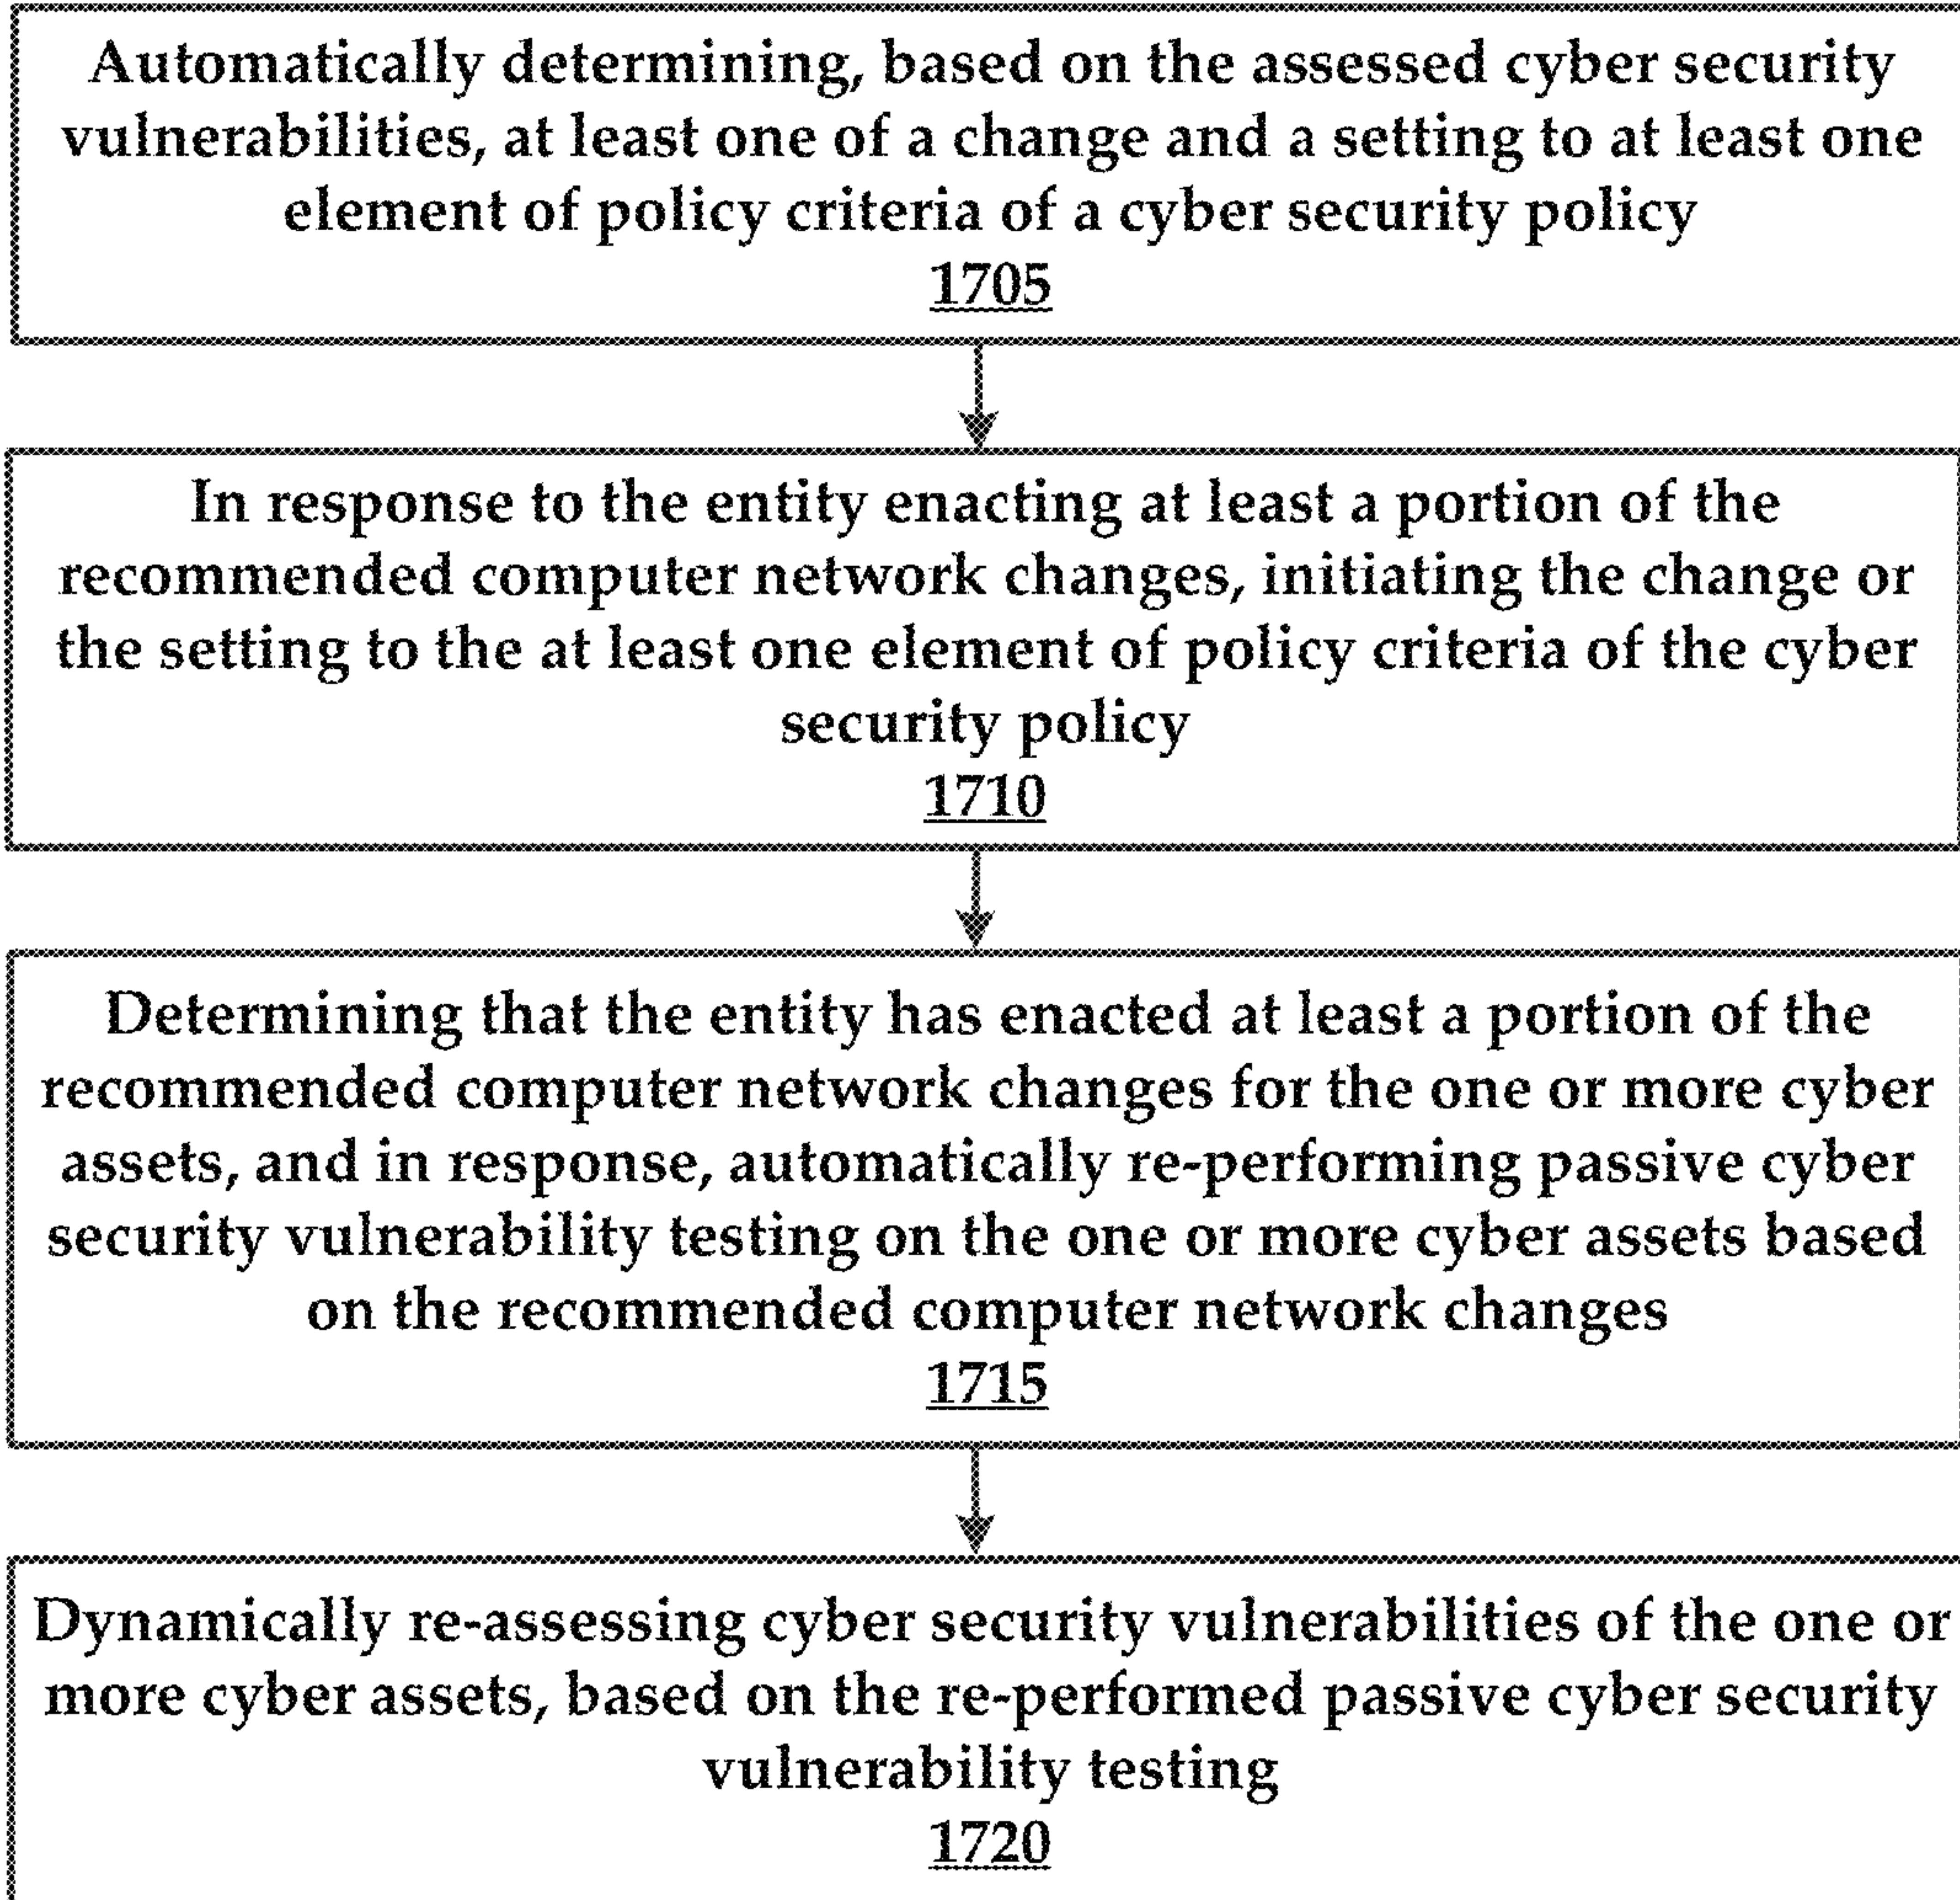 Automatically determining, based on the assessed cyber security
vulnerabilities, at least one of a change and a setting to at least one
element of policy criteria of a cyber security policy
1705
In response to the entity enacting at least a portion of the
recommended computer network changes, initiating the change or
the setting to the at least one element of policy criteria of the cyber
security policy
1710
Determining that the entity has enacted at least a portion of the
recommended computer network changes for the one or more cyber
assets, and in response, automatically re-performing passive cyber
security vulnerability testing on the one or more cyber assets based
on the recommended computer network changes
1715
Dynamically re-assessing cyber security vulnerabilities of the one or
more cyber assets, based on the re-performed passive cyber security
vulnerability testing
1720